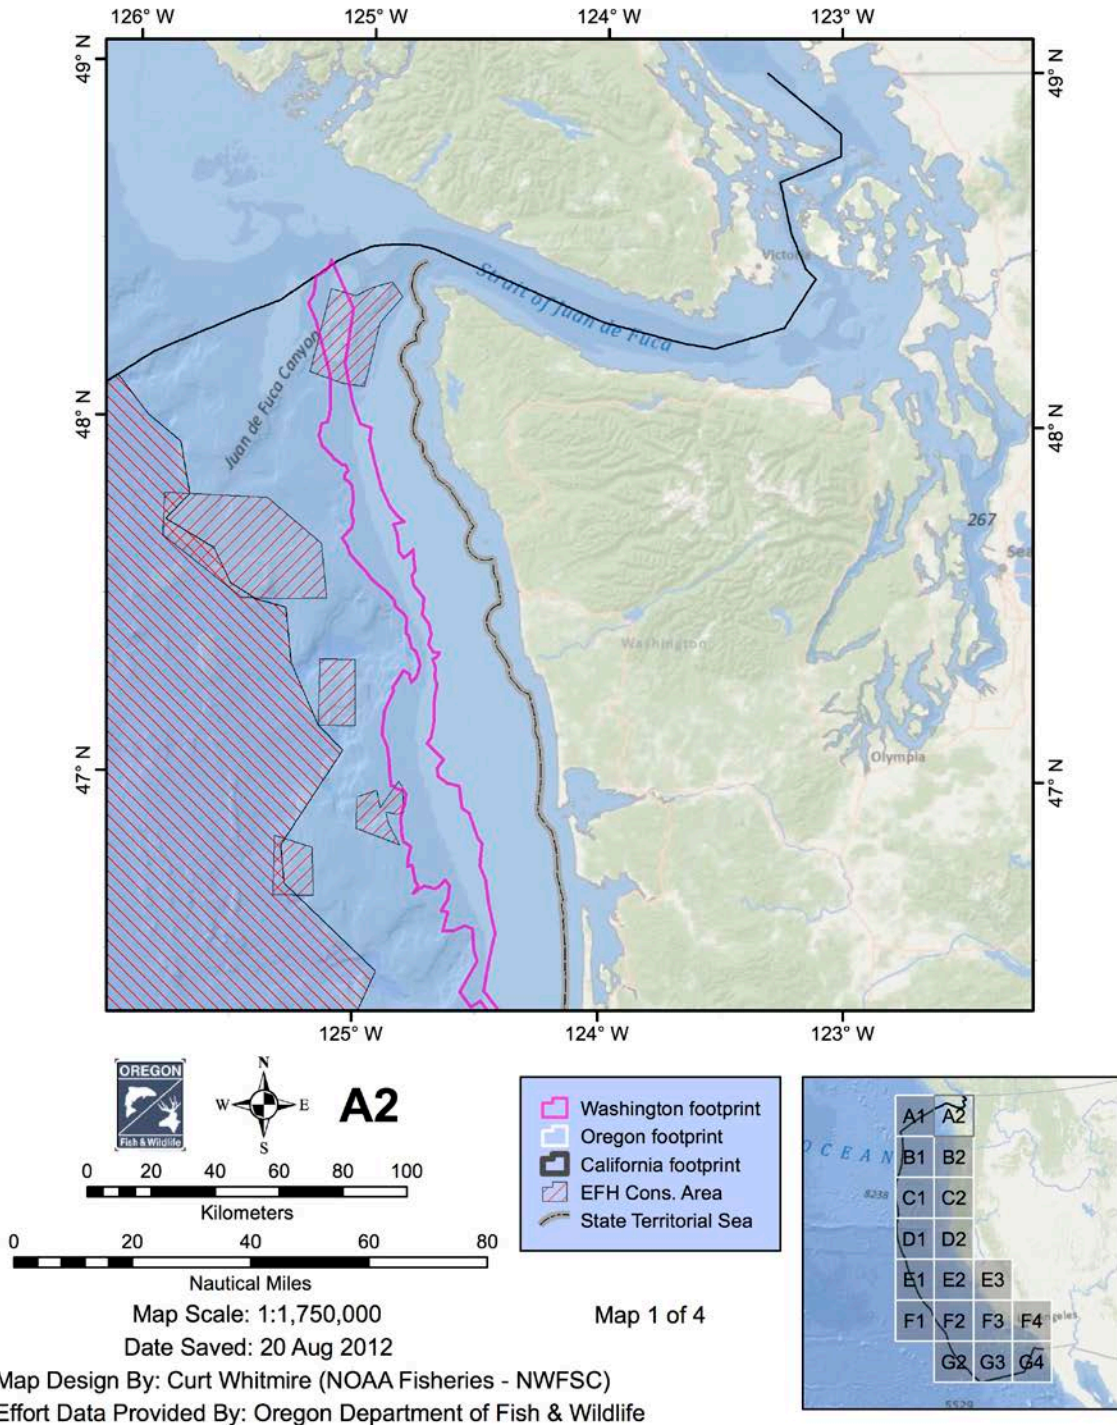 126° W 125° W 124° W 123° W
49° N 49° N
Victoria
Strait of Juan de Fuca
Juan de Fuca Canyon
48° N 48° N
267
Sea
Washington
47° N 47° N
Olympia
125° W 124° W 123° W
OREGON
Fish & Wildlife
N
W E
S
A2
0 20 40 60 80 100
Kilometers
0 20 40 60 80
Nautical Miles
Map Scale: 1:1,750,000
Date Saved: 20 Aug 2012
Map Design By: Curt Whitmire (NOAA Fisheries - NWFSC)
Effort Data Provided By: Oregon Department of Fish & Wildlife
Washington footprint
Oregon footprint
California footprint
EFH Cons. Area
State Territorial Sea
Map 1 of 4
A1 A2
OCEAN
B1 B2
8238
C1 C2
D1 D2
E1 E2 E3
F1 F2 F3 F4
ngeles
G2 G3 G4
5529